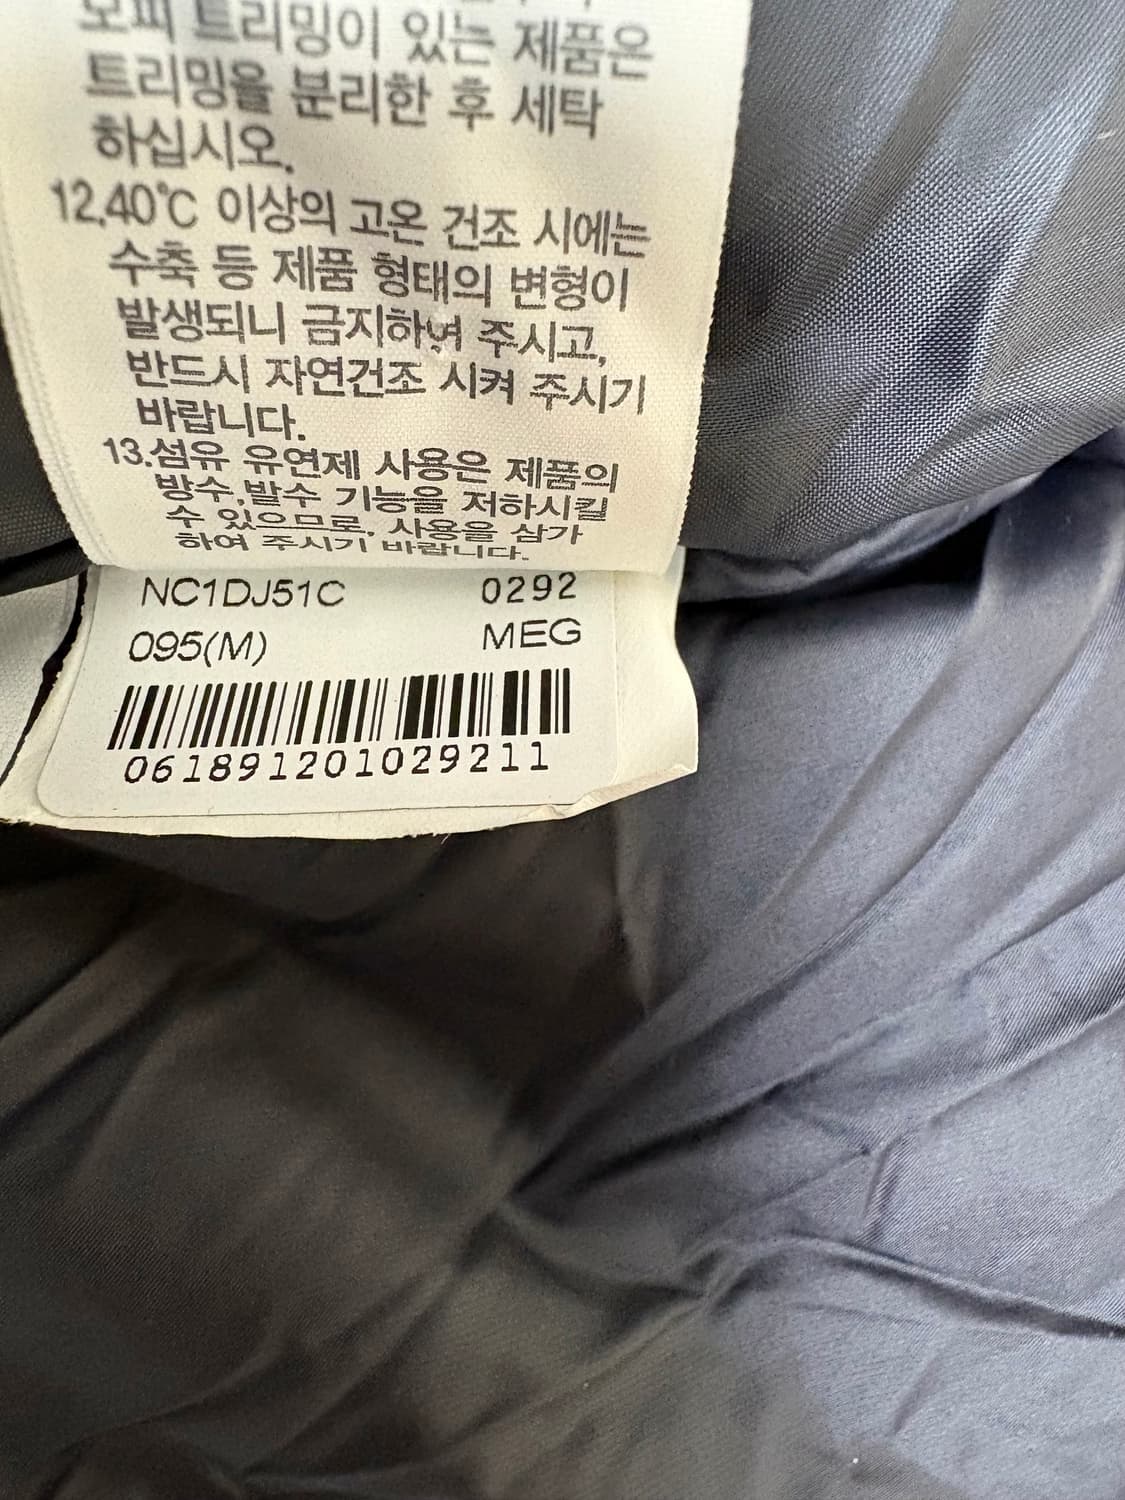 모피 트리밍이 있는 제품은
트리밍을 분리한 후 세탁
하십시오.
12.40℃ 이상의 고온 건조 시에는
수축 등 제품 형태의 변형이
발생되니 금지하여 주시고,
반드시 자연건조 시켜 주시기
바랍니다.
13.섬유 유연제 사용은 제품의
방수,발수 기능을 저하시킬
수 있으므로, 사용을 삼가
하여 주시기 바랍니다.
NC1DJ51C 0292
095(M) MEG
061891201029211